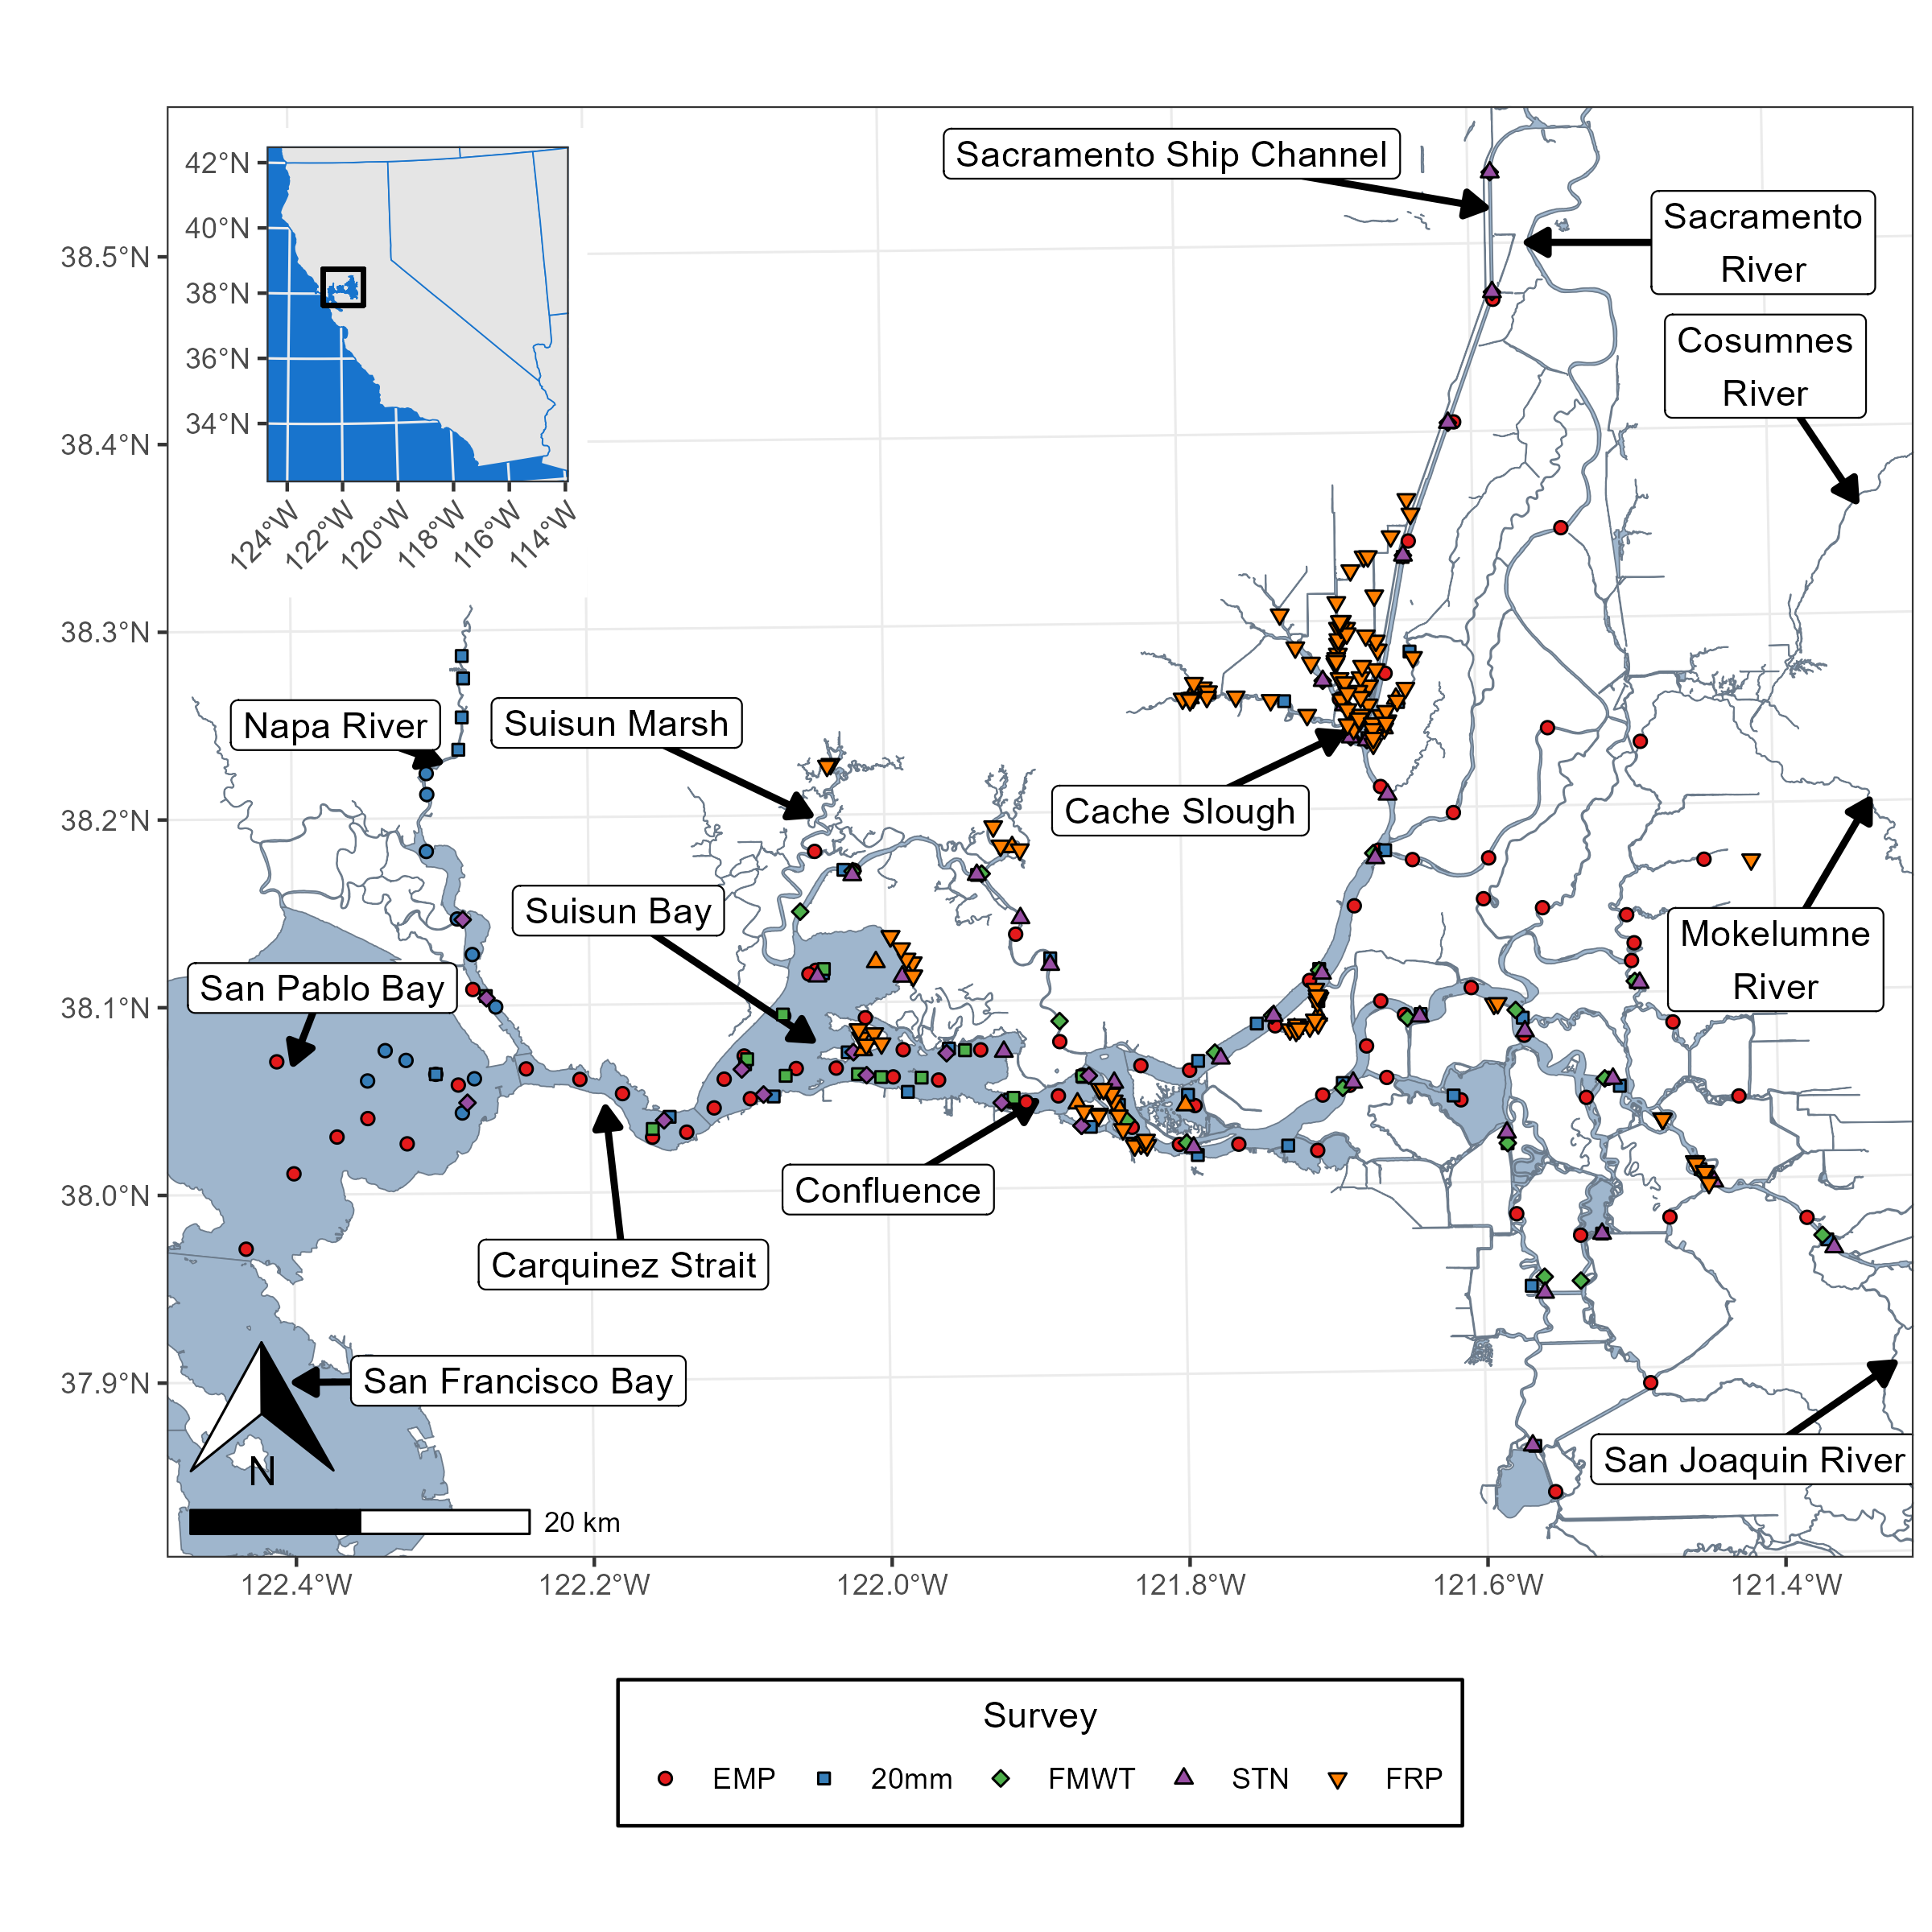 Sacramento Ship Channel
Sacramento
River
Cosumnes
River
42°N
40°N
38°N
36°N
34°N
124°W
122°W
120°W
118°W
116°W
114°W
38.5°N
38.4°N
38.3°N
38.2°N
38.1°N
38.0°N
37.9°N
Napa River
Suisun Marsh
Cache Slough
Suisun Bay
Mokelumne
River
San Pablo Bay
Confluence
Carquinez Strait
San Francisco Bay
San Joaquin River
N
20 km
122.4°W
122.2°W
122.0°W
121.8°W
121.6°W
121.4°W
Survey
EMP
20mm
FMWT
STN
FRP